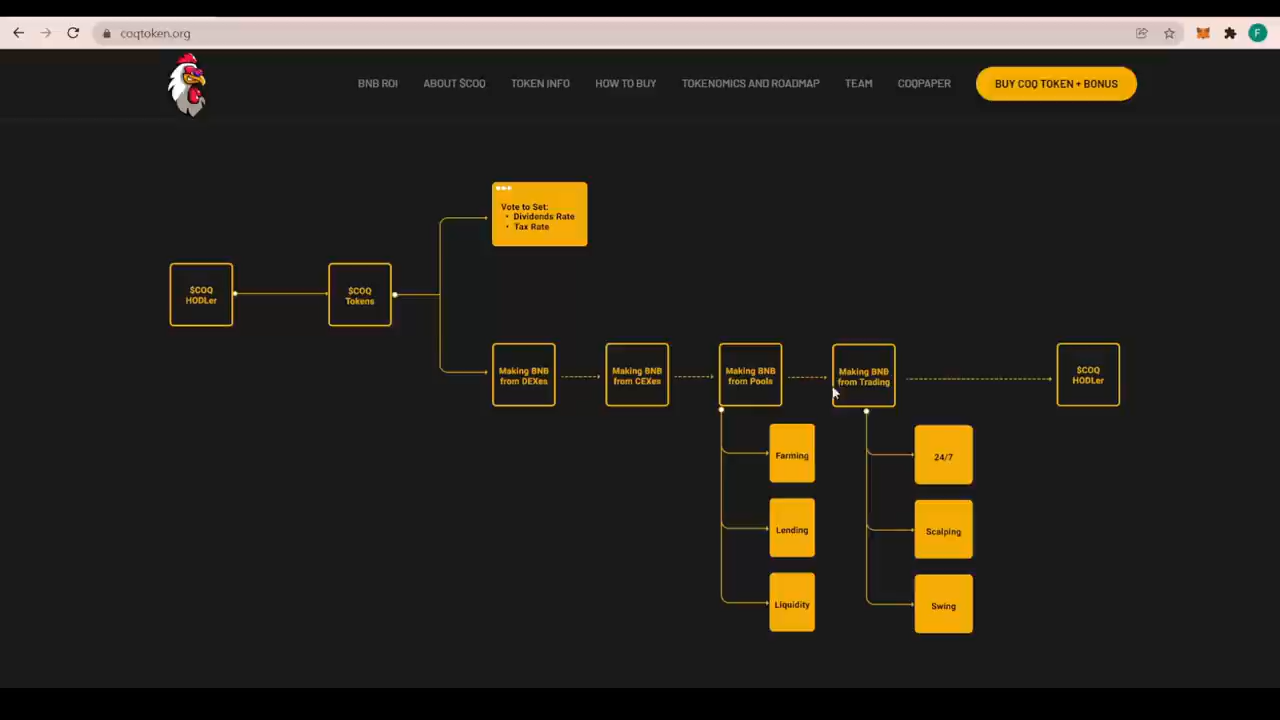 coqtoken.org
F
BNB ROI
ABOUT $COQ
TOKEN INFO
HOW TO BUY
TOKENOMICS AND ROADMAP
TEAM
COQPAPER
BUY COQ TOKEN + BONUS
Vote to Set:
• Dividends Rate
• Tax Rate
$COQ
HODLer
$COQ
Tokens
Making BNB
from DEXes
Making BNB
from CEXes
Making BNB
from Pools
Making BNB
from Trading
$COQ
HODLer
Farming
Lending
Liquidity
24/7
Scalping
Swing